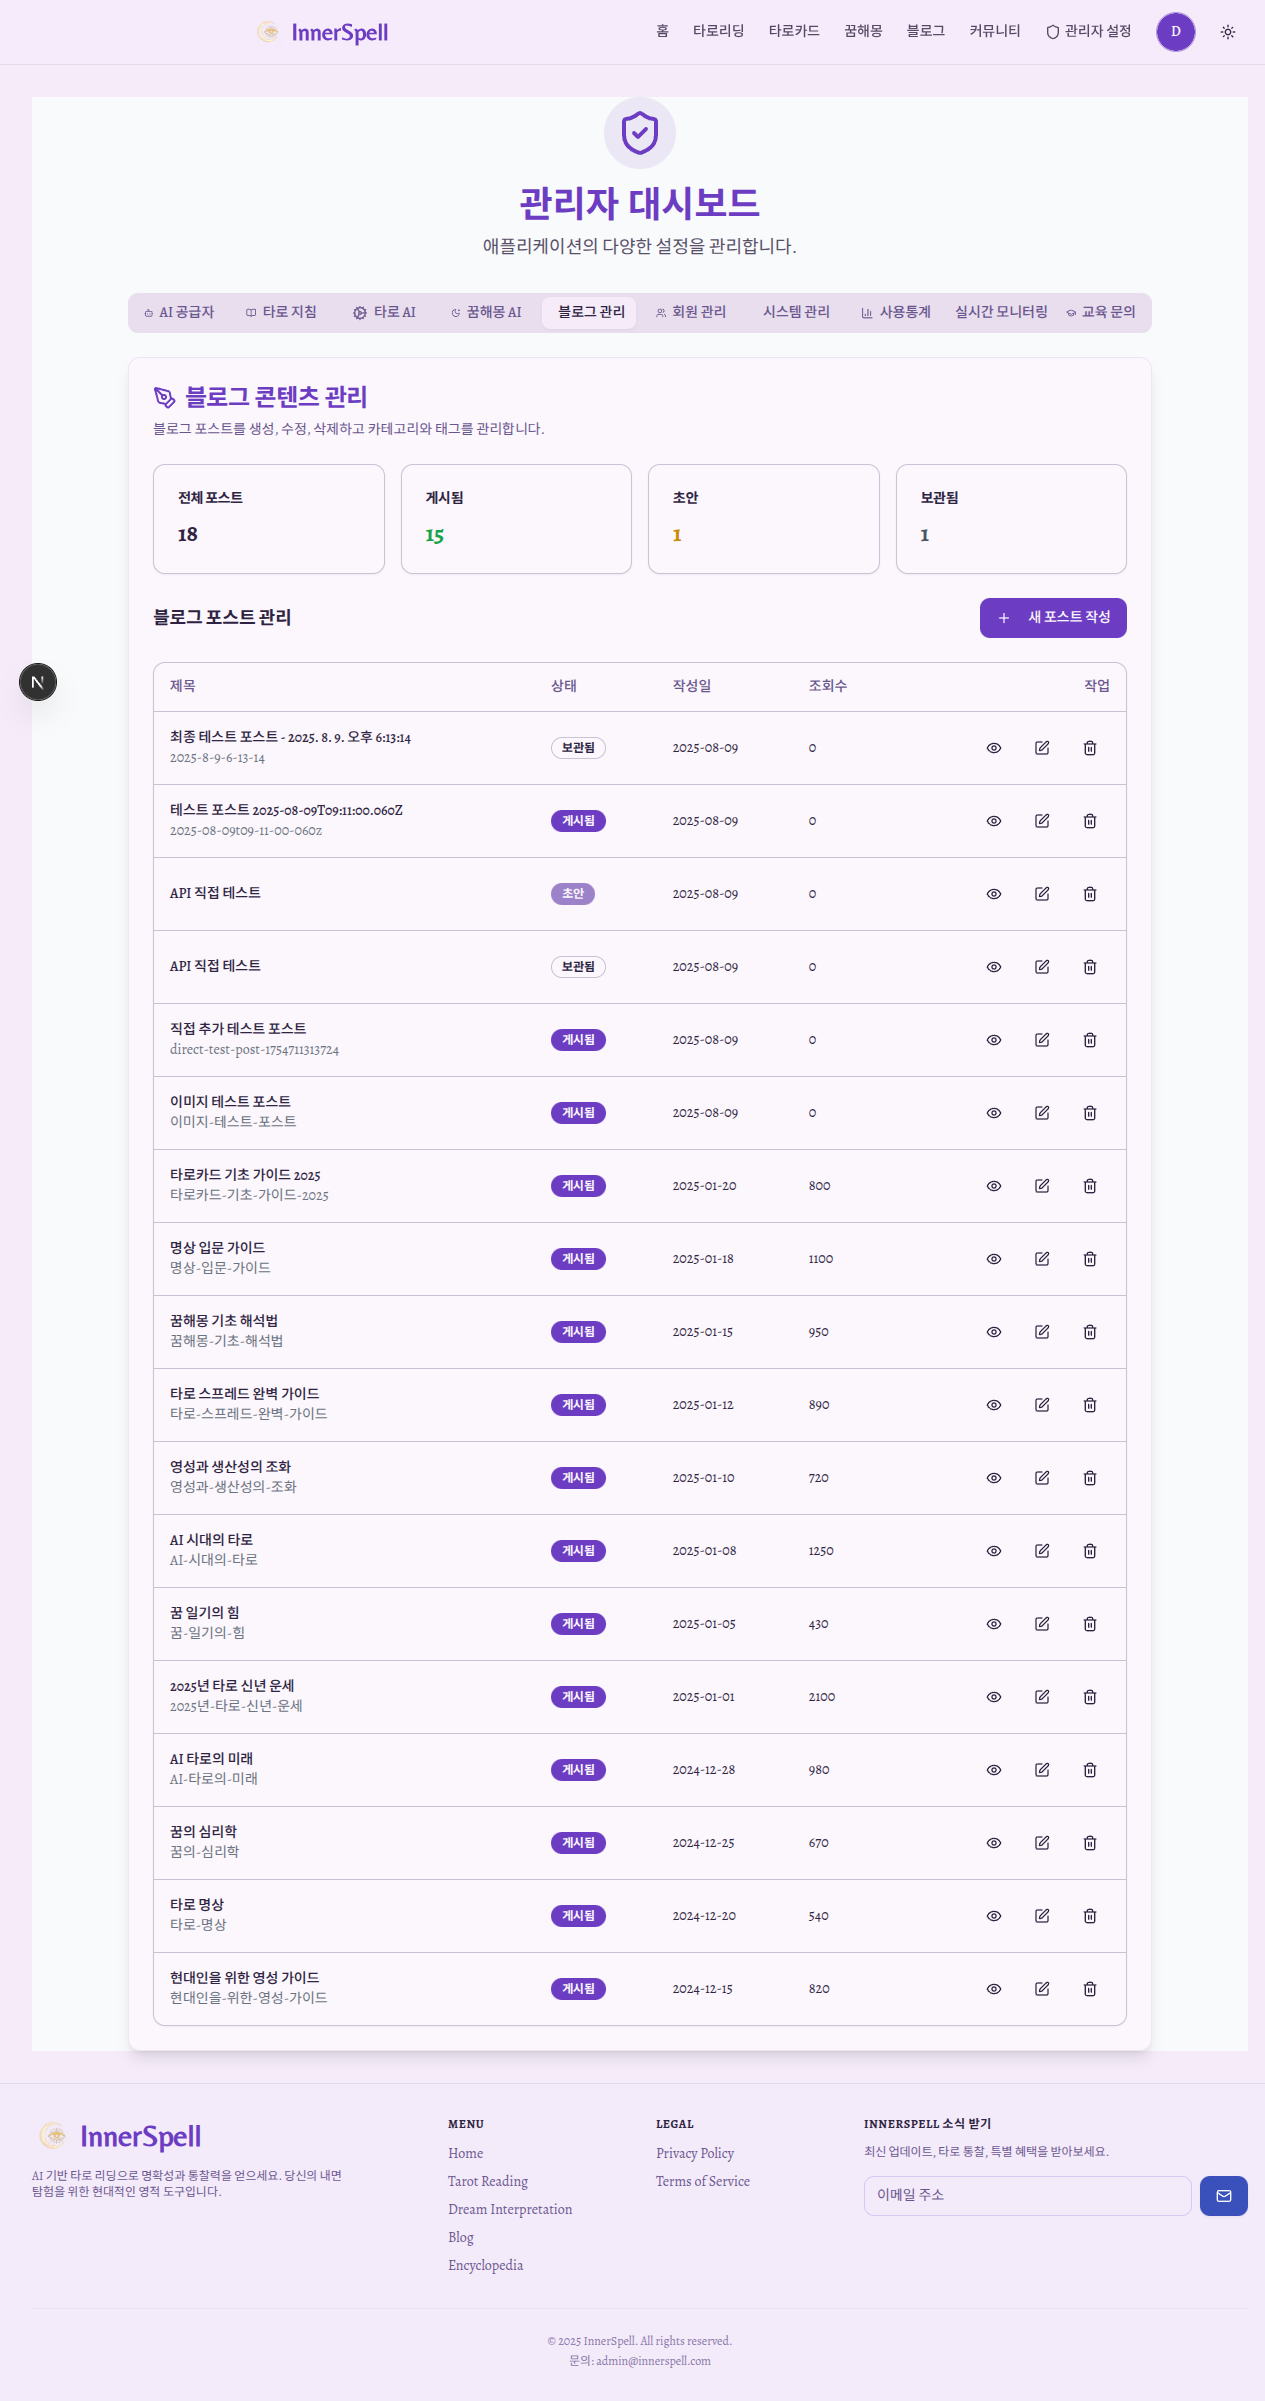 InnerSpell
홈 타로리딩 타로카드 꿈해몽 블로그 커뮤니티 관리자 설정 D
관리자 대시보드
애플리케이션의 다양한 설정을 관리합니다.
AI 공급자 타로 지침 타로 AI 꿈해몽 AI 블로그 관리 회원 관리 시스템 관리 사용통계 실시간 모니터링 교육 문의
블로그 콘텐츠 관리
블로그 포스트를 생성, 수정, 삭제하고 카테고리와 태그를 관리합니다.
전체 포스트 게시됨 초안 보관됨
18 15 1 1
블로그 포스트 관리 새 포스트 작성
N
제목 상태 작성일 조회수 작업
최종 테스트 포스트 - 2025. 8. 9. 오후 6:13:14
2025-8-9-6-13-14
보관됨 2025-08-09 0
테스트 포스트 2025-08-09T09:11:00.060Z
2025-08-09t09-11-00-060z
게시됨 2025-08-09 0
API 직접 테스트 초안 2025-08-09 0
API 직접 테스트 보관됨 2025-08-09 0
직접 추가 테스트 포스트
direct-test-post-1754711313724
게시됨 2025-08-09 0
이미지 테스트 포스트
이미지-테스트-포스트
게시됨 2025-08-09 0
타로카드 기초 가이드 2025
타로카드-기초-가이드-2025
게시됨 2025-01-20 800
명상 입문 가이드
명상-입문-가이드
게시됨 2025-01-18 1100
꿈해몽 기초 해석법
꿈해몽-기초-해석법
게시됨 2025-01-15 950
타로 스프레드 완벽 가이드
타로-스프레드-완벽-가이드
게시됨 2025-01-12 890
영성과 생산성의 조화
영성과-생산성의-조화
게시됨 2025-01-10 720
AI 시대의 타로
AI-시대의-타로
게시됨 2025-01-08 1250
꿈 일기의 힘
꿈-일기의-힘
게시됨 2025-01-05 430
2025년 타로 신년 운세
2025년-타로-신년-운세
게시됨 2025-01-01 2100
AI 타로의 미래
AI-타로의-미래
게시됨 2024-12-28 980
꿈의 심리학
꿈의-심리학
게시됨 2024-12-25 670
타로 명상
타로-명상
게시됨 2024-12-20 540
현대인을 위한 영성 가이드
현대인을-위한-영성-가이드
게시됨 2024-12-15 820
InnerSpell
AI 기반 타로 리딩으로 명확성과 통찰력을 얻으세요. 당신의 내면
탐험을 위한 현대적인 영적 도구입니다.
MENU
Home
Tarot Reading
Dream Interpretation
Blog
Encyclopedia
LEGAL
Privacy Policy
Terms of Service
INNERSPELL 소식 받기
최신 업데이트, 타로 통찰, 특별 혜택을 받아보세요.
이메일 주소
© 2025 InnerSpell. All rights reserved.
문의: admin@innerspell.com